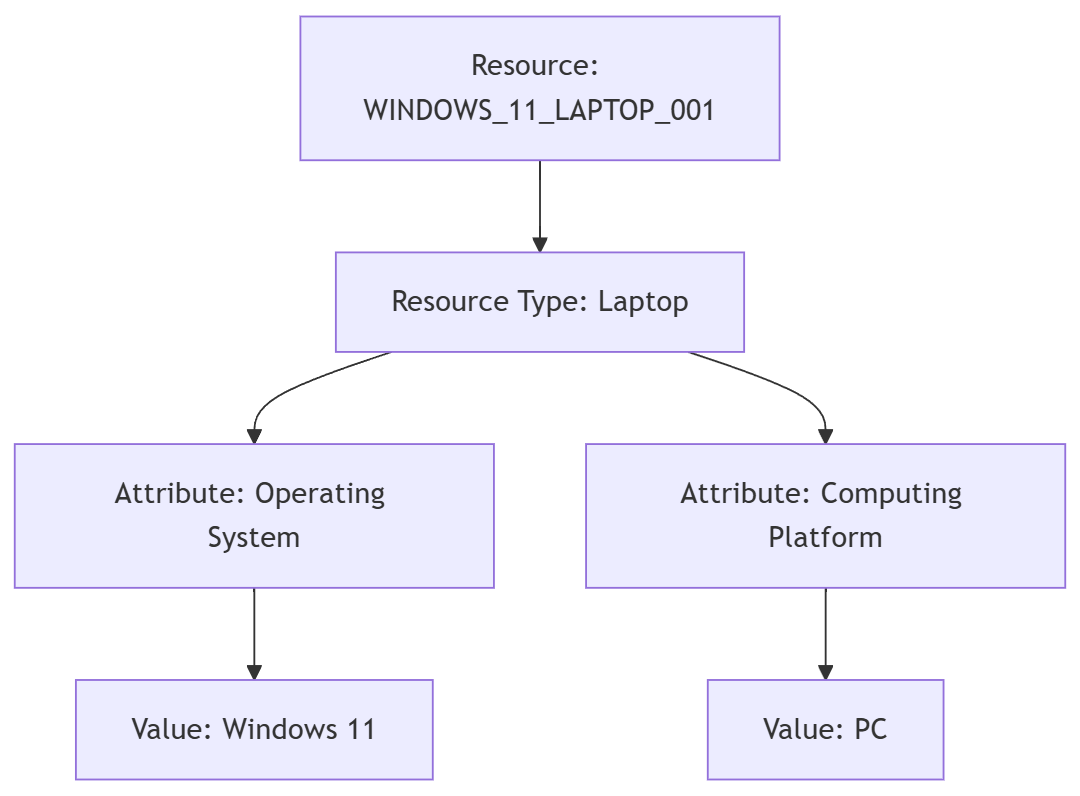 Resource:
WINDOWS_11_LAPTOP_001
Resource Type: Laptop
Attribute: Operating
System
Attribute: Computing
Platform
Value: Windows 11
Value: PC